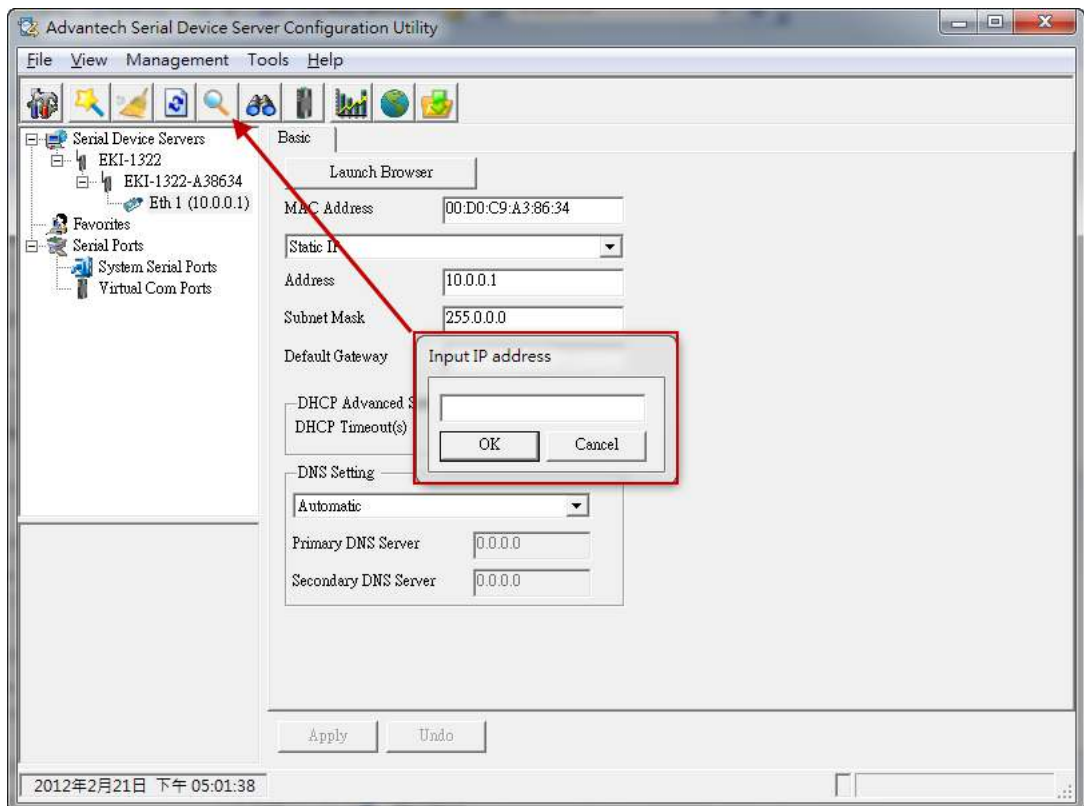 Advantech Serial Device Server Configuration Utility
File View Management Tools Help
Serial Device Servers
EKI-1322
EKI-1322-A38634
Eth 1 (10.0.0.1)
Favorites
Serial Ports
System Serial Ports
Virtual Com Ports
Basic
Launch Browser
MAC Address 00:D0:C9:A3:86:34
Static IP
Address 10.0.0.1
Subnet Mask 255.0.0.0
Default Gateway
Input IP address
OK Cancel
DHCP Advanced
DHCP Timeout(s)
DNS Setting
Automatic
Primary DNS Server 0.0.0.0
Secondary DNS Server 0.0.0.0
Apply Undo
2012年2月21日 下午 05:01:38